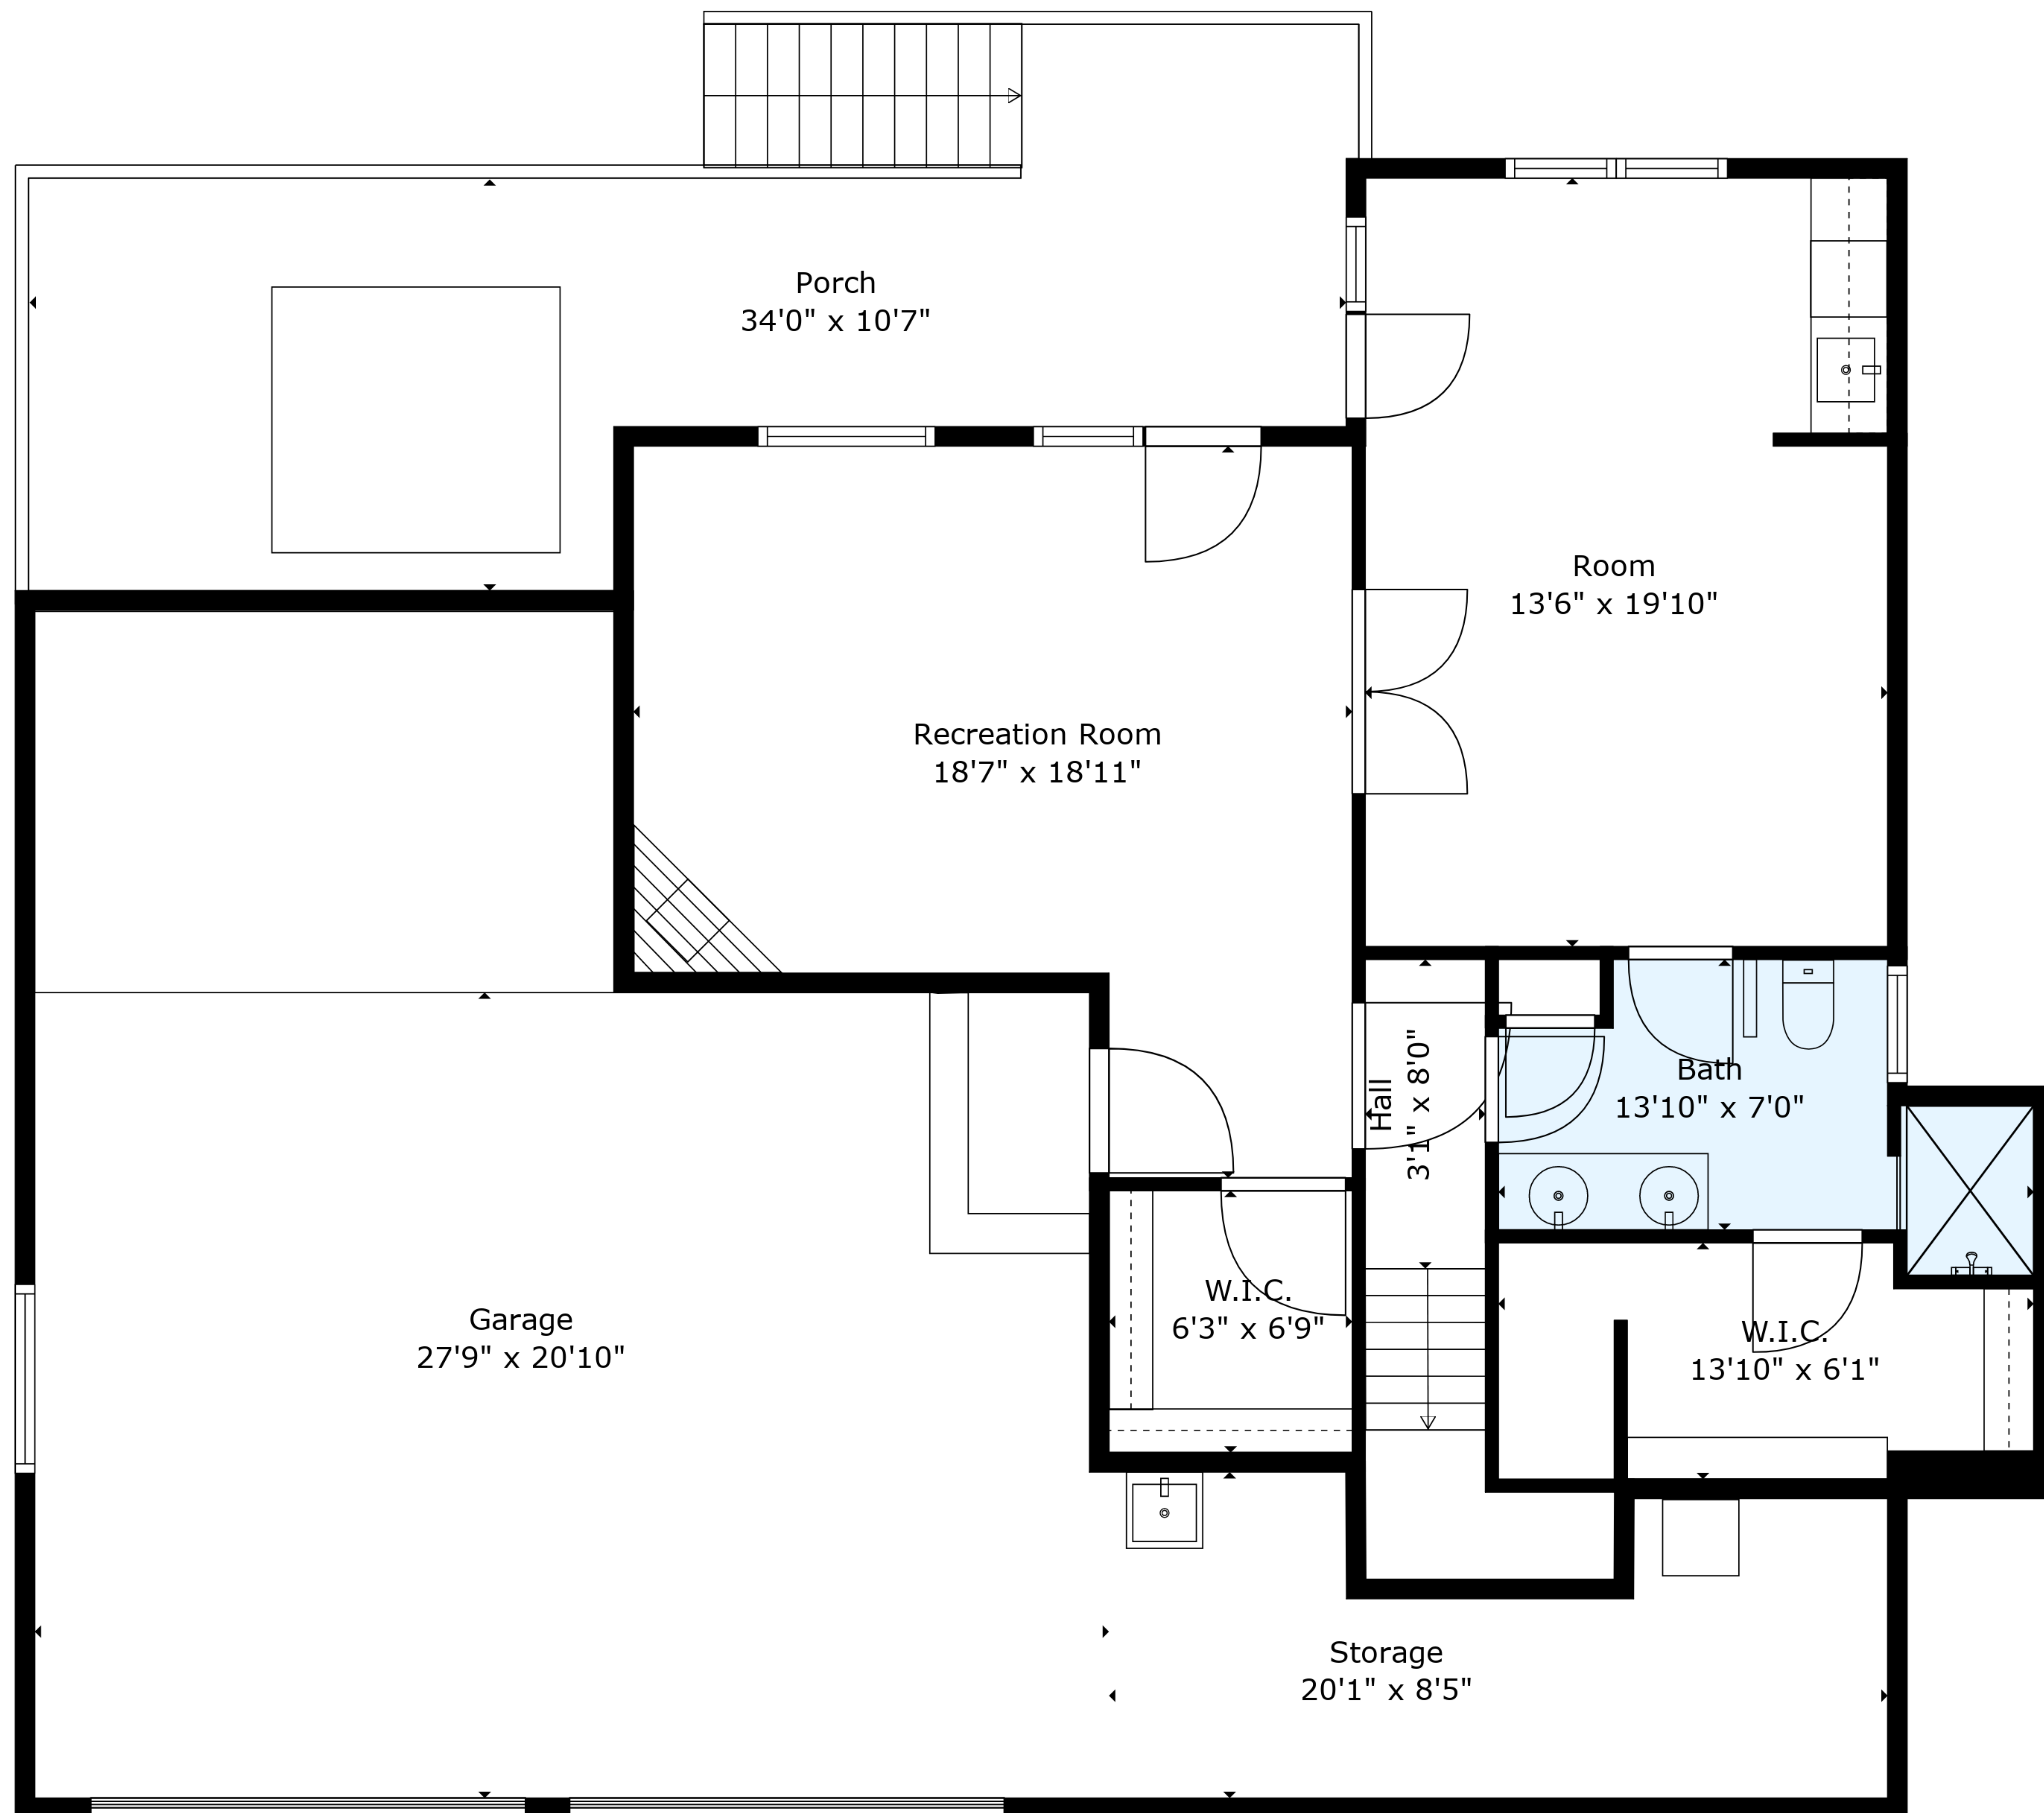 Porch
34'0" x 10'7"
Room
13'6" x 19'10"
Recreation Room
18'7" x 18'11"
Hall
3'1" x 8'0"
Bath
13'10" x 7'0"
W.I.C.
6'3" x 6'9"
W.I.C.
13'10" x 6'1"
Garage
27'9" x 20'10"
Storage
20'1" x 8'5"